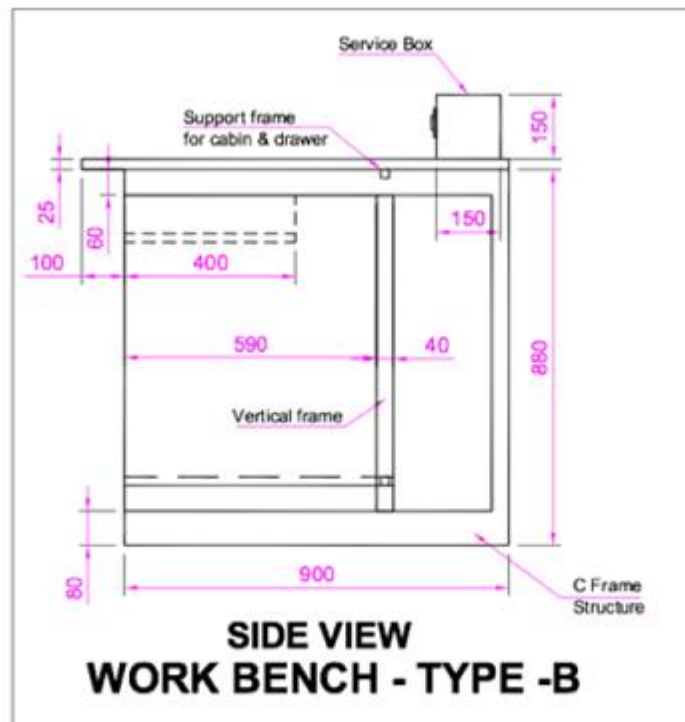 Service Box
150
Support frame
for cabin & drawer
25
60
150
100
400
590
40
880
Vertical frame
80
900
C Frame
Structure
SIDE VIEW
WORK BENCH - TYPE -B